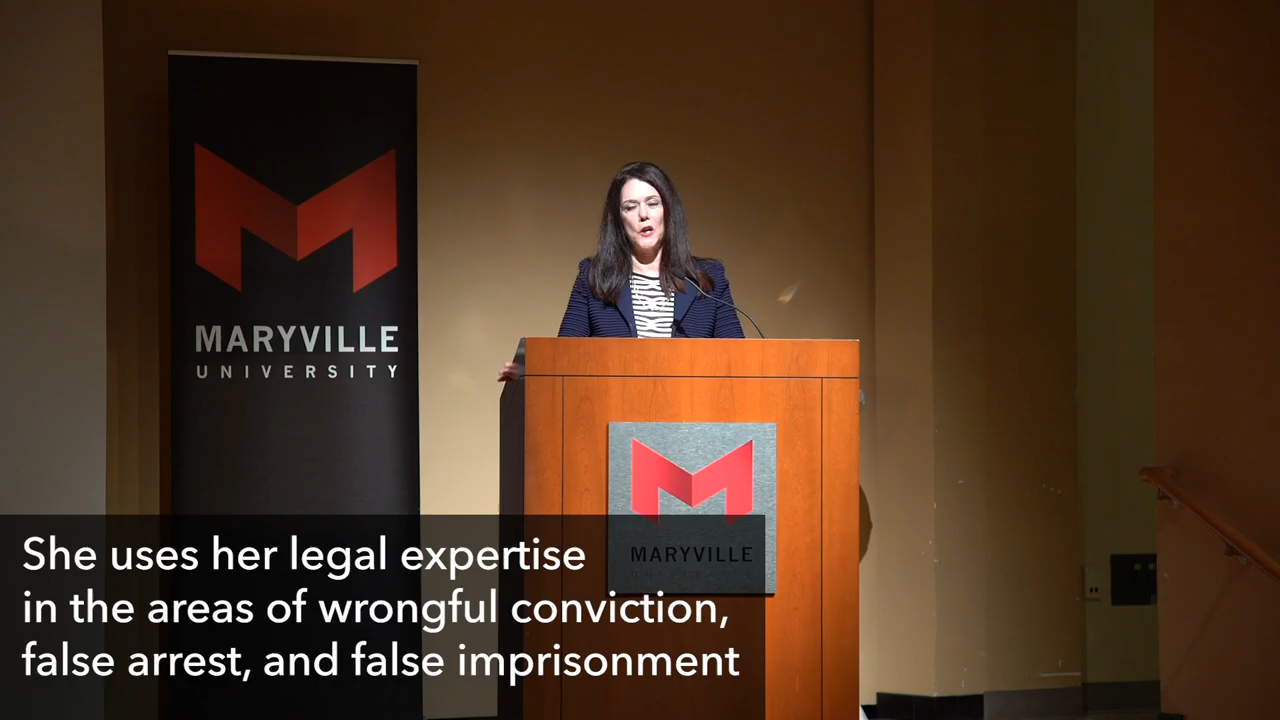 MARYVILLE
UNIVERSITY
MARYVILLE
UNIVERSITY
She uses her legal expertise
in the areas of wrongful conviction,
false arrest, and false imprisonment